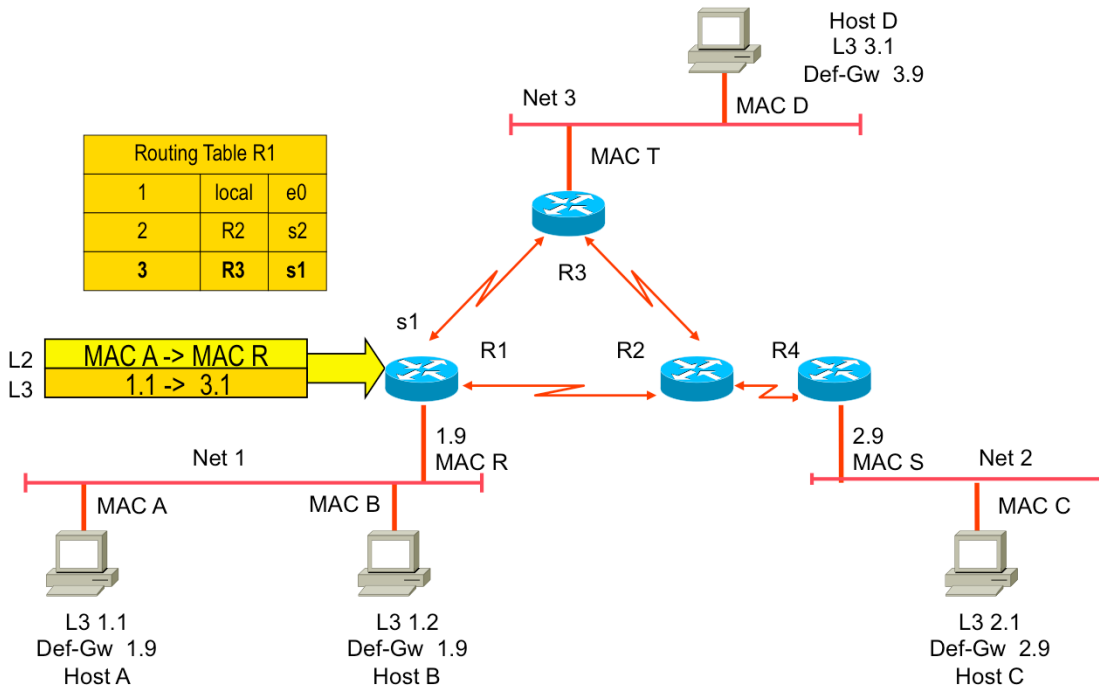 Host D
L3 3.1
Def-Gw 3.9
Net 3
MAC D
MAC T
Routing Table R1
1 local e0
2 R2 s2
3 R3 s1
R3
s1
L2 MAC A -> MAC R
L3 1.1 -> 3.1
R1
R2
R4
1.9
MAC R
2.9
MAC S
Net 1
Net 2
MAC A
MAC B
MAC C
L3 1.1
Def-Gw 1.9
Host A
L3 1.2
Def-Gw 1.9
Host B
L3 2.1
Def-Gw 2.9
Host C